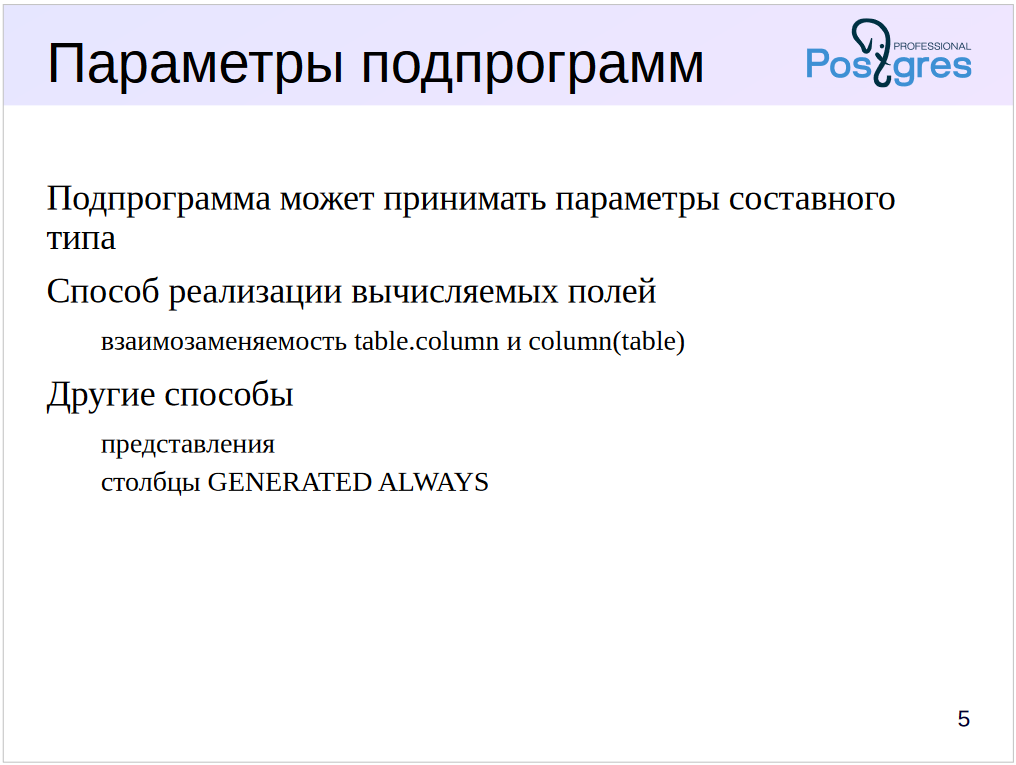 Параметры подпрограмм
PROFESSIONAL
Postgres
Подпрограмма может принимать параметры составного
типа
Способ реализации вычисляемых полей
взаимозаменяемость table.column и column(table)
Другие способы
представления
столбцы GENERATED ALWAYS
5